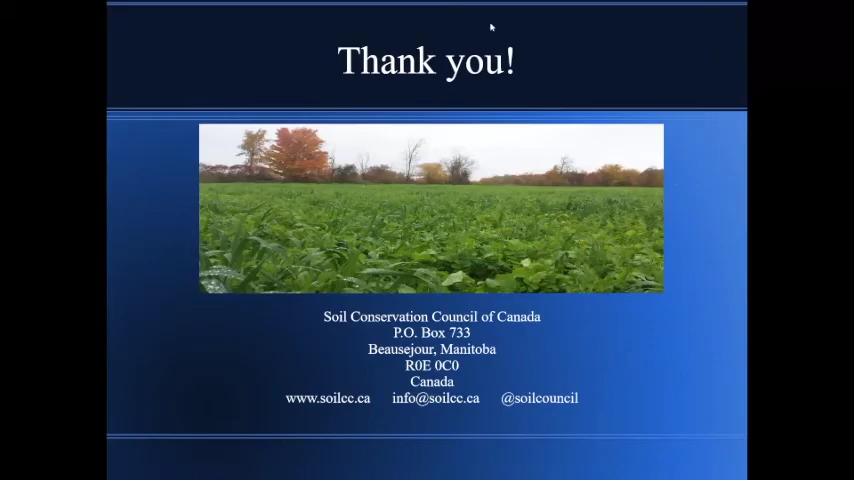 Thank you!
Soil Conservation Council of Canada
P.O. Box 733
Beausejour, Manitoba
R0E 0C0
Canada
www.soilcc.ca info@soilcc.ca @soilcouncil